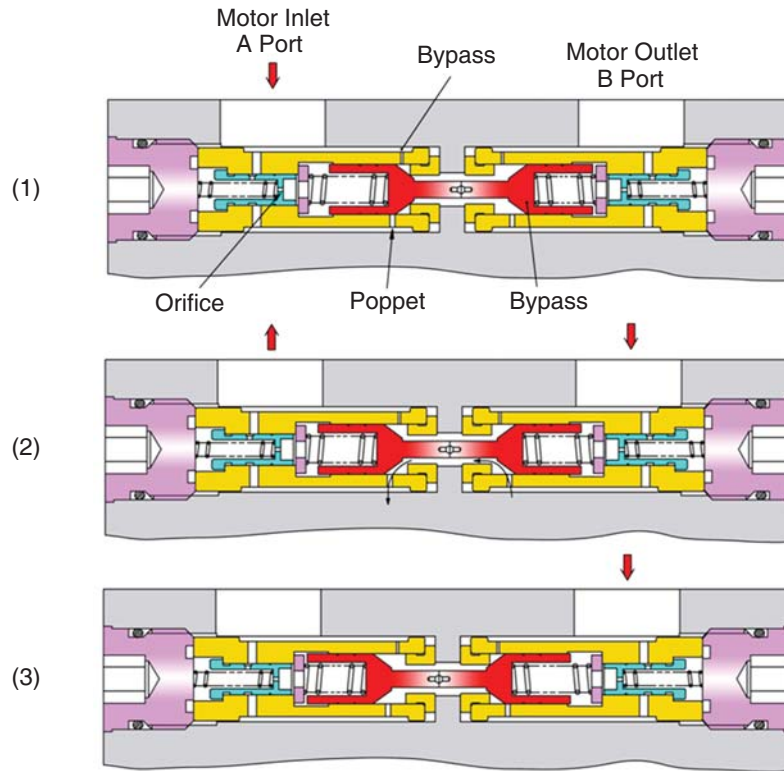 Motor Inlet
A Port
Bypass
Motor Outlet
B Port
(1)
Orifice
Poppet
Bypass
(2)
(3)